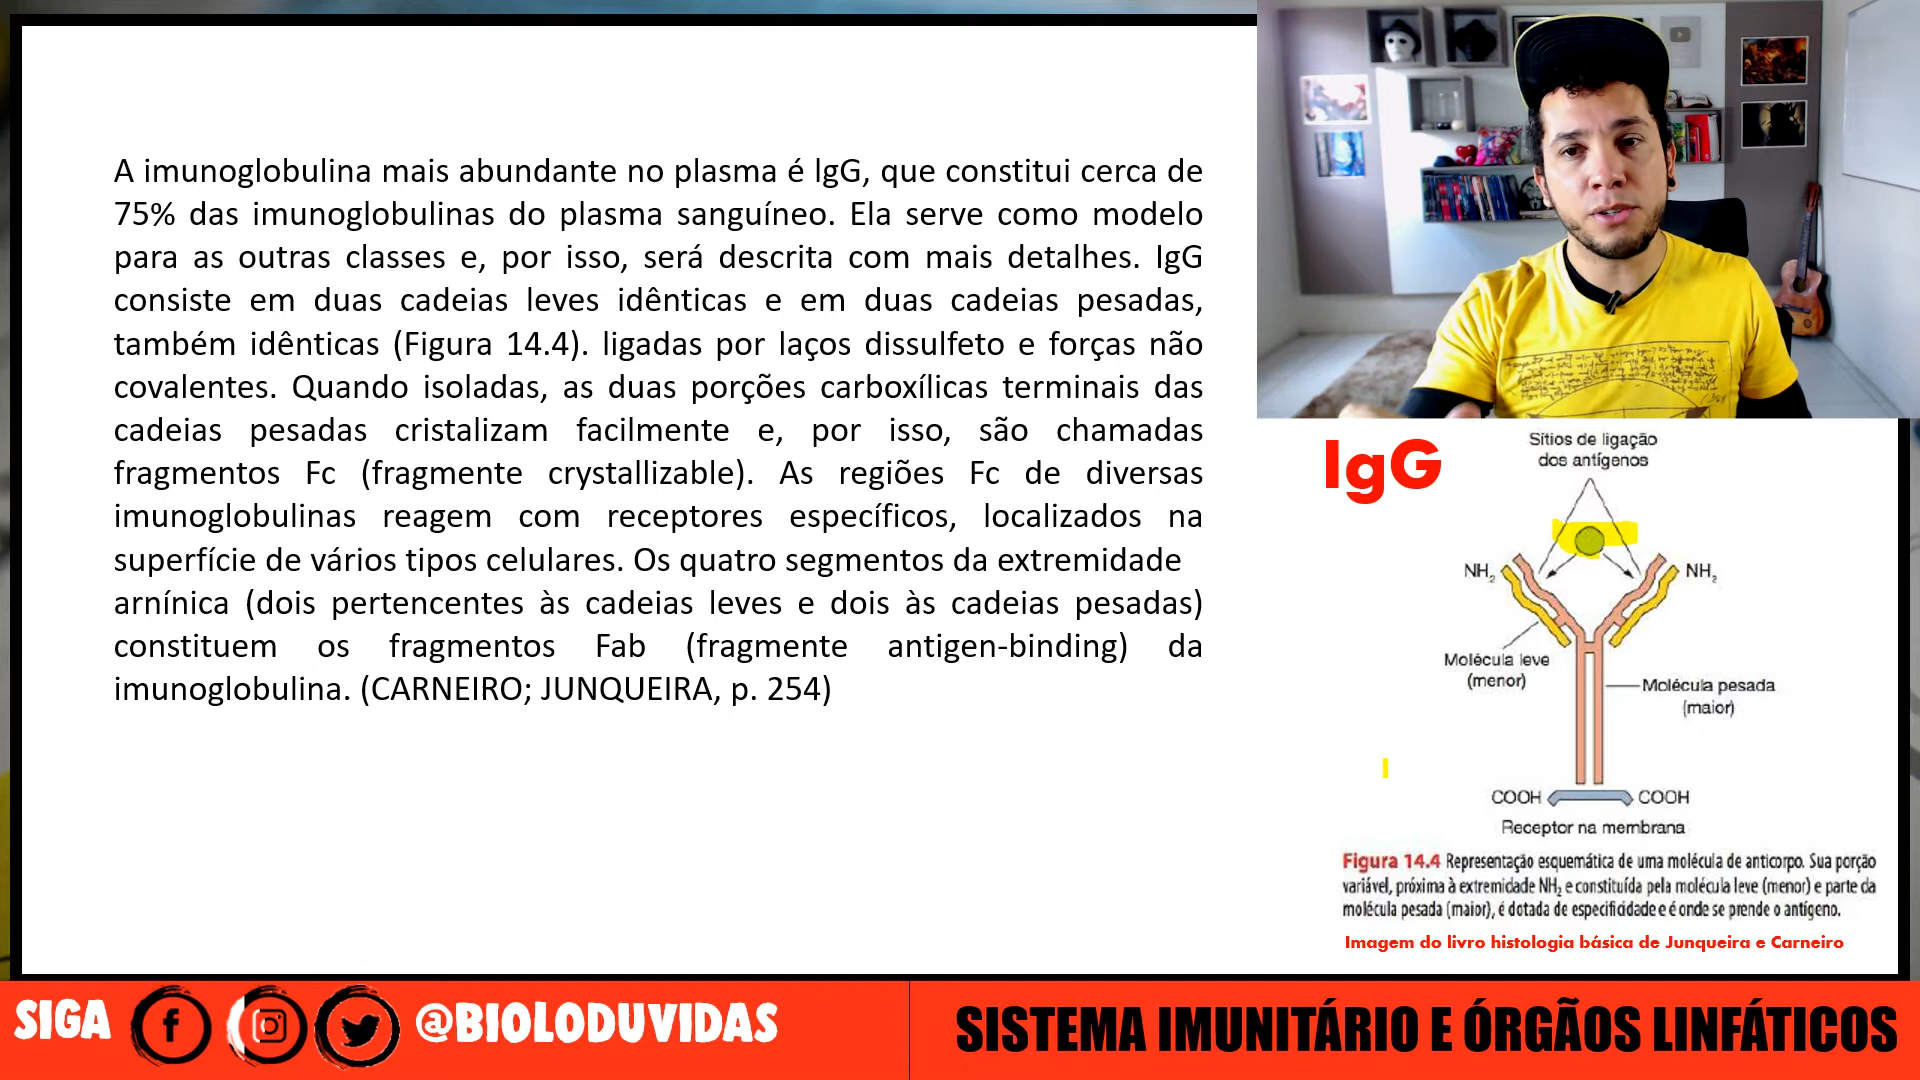 A imunoglobulina mais abundante no plasma é lgG, que constitui cerca de
75% das imunoglobulinas do plasma sanguíneo. Ela serve como modelo
para as outras classes e, por isso, será descrita com mais detalhes. IgG
consiste em duas cadeias leves idênticas e em duas cadeias pesadas,
também idênticas (Figura 14.4). ligadas por laços dissulfeto e forças não
covalentes. Quando isoladas, as duas porções carboxílicas terminais das
cadeias pesadas cristalizam facilmente e, por isso, são chamadas
fragmentos Fc (fragmente crystallizable). As regiões Fc de diversas
imunoglobulinas reagem com receptores específicos, localizados na
superfície de vários tipos celulares. Os quatro segmentos da extremidade
arnínica (dois pertencentes às cadeias leves e dois às cadeias pesadas)
constituem os fragmentos Fab (fragmente antigen-binding) da
imunoglobulina. (CARNEIRO; JUNQUEIRA, p. 254)
IgG
Sítios de ligação
dos antígenos
NH2
NH2
Molécula leve
(menor)
Molécula pesada
(maior)
COOH
COOH
Receptor na membrana
Figura 14.4 Representação esquemática de uma molécula de anticorpo. Sua porção
variável, próxima à extremidade NH2 e constituída pela molécula leve (menor) e parte da
molécula pesada (maior), é dotada de especificidade e é onde se prende o antígeno.
Imagem do livro histologia básica de Junqueira e Carneiro
SIGA @BIOLODUVIDAS
SISTEMA IMUNITÁRIO E ÓRGÃOS LINFÁTICOS